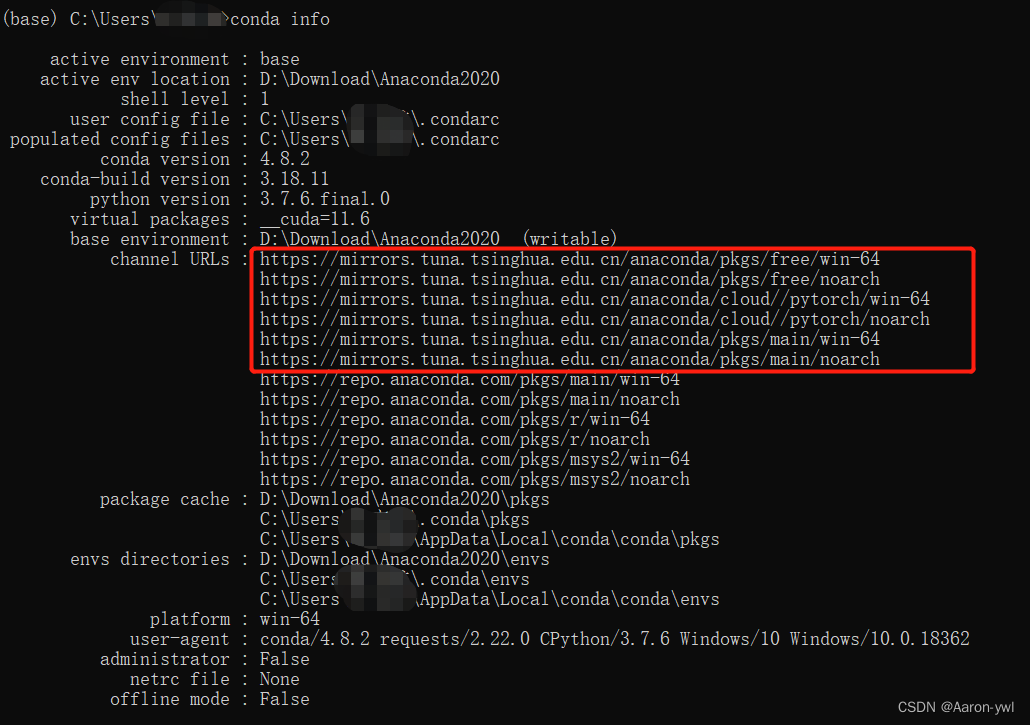 (base) C:\Users\ >conda info
active environment : base
active env location : D:\Download\Anaconda2020
shell level : 1
user config file : C:\Users\ \.condarc
populated config files : C:\Users\ \.condarc
conda version : 4.8.2
conda-build version : 3.18.11
python version : 3.7.6.final.0
virtual packages : __cuda=11.6
base environment : D:\Download\Anaconda2020  (writable)
channel URLs : https://mirrors.tuna.tsinghua.edu.cn/anaconda/pkgs/free/win-64
https://mirrors.tuna.tsinghua.edu.cn/anaconda/pkgs/free/noarch
https://mirrors.tuna.tsinghua.edu.cn/anaconda/cloud//pytorch/win-64
https://mirrors.tuna.tsinghua.edu.cn/anaconda/cloud//pytorch/noarch
https://mirrors.tuna.tsinghua.edu.cn/anaconda/pkgs/main/win-64
https://mirrors.tuna.tsinghua.edu.cn/anaconda/pkgs/main/noarch
https://repo.anaconda.com/pkgs/main/win-64
https://repo.anaconda.com/pkgs/main/noarch
https://repo.anaconda.com/pkgs/r/win-64
https://repo.anaconda.com/pkgs/r/noarch
https://repo.anaconda.com/pkgs/msys2/win-64
https://repo.anaconda.com/pkgs/msys2/noarch
package cache : D:\Download\Anaconda2020\pkgs
C:\Users .conda\pkgs
C:\Users \AppData\Local\conda\conda\pkgs
envs directories : D:\Download\Anaconda2020\envs
C:\Users \.conda\envs
C:\Users \AppData\Local\conda\conda\envs
platform : win-64
user-agent : conda/4.8.2 requests/2.22.0 CPython/3.7.6 Windows/10 Windows/10.0.18362
administrator : False
netrc file : None
offline mode : False
CSDN @Aaron-ywl